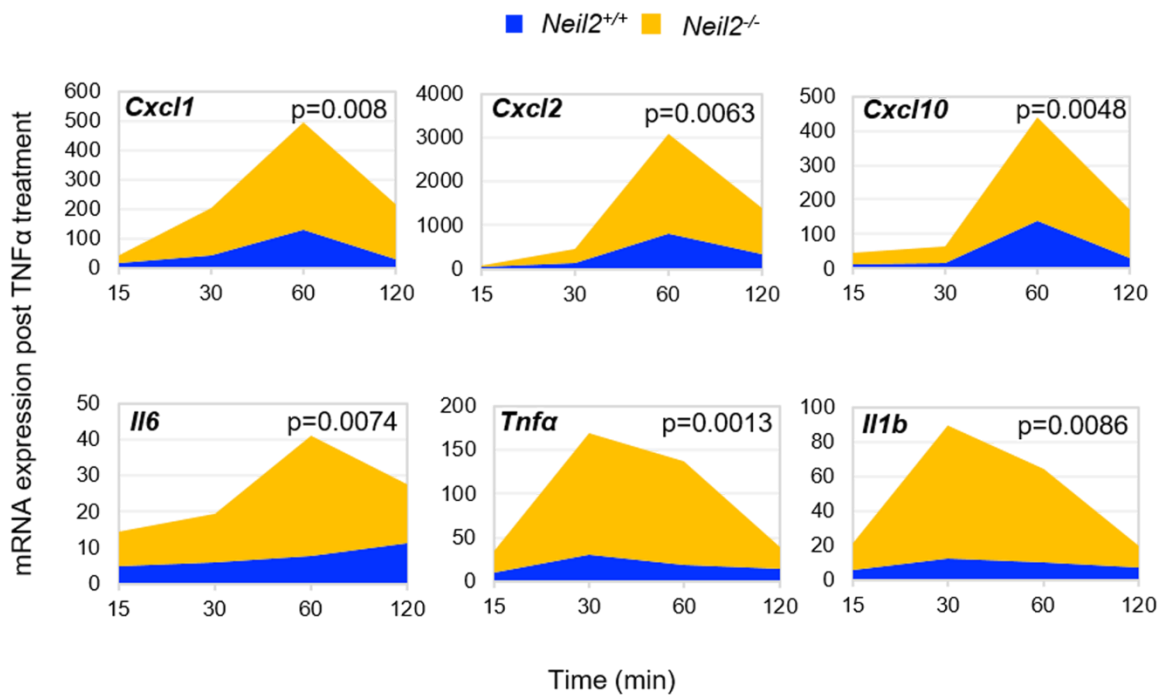 Neil2+/+ Neil2-/-
mRNA expression post TNFα treatment
Cxcl1 p=0.008
600
500
400
300
200
100
0
15 30 60 120
Cxcl2 p=0.0063
4000
3000
2000
1000
0
15 30 60 120
Cxcl10 p=0.0048
500
400
300
200
100
0
15 30 60 120
Il6 p=0.0074
50
40
30
20
10
0
15 30 60 120
Tnfα p=0.0013
200
150
100
50
0
15 30 60 120
Il1b p=0.0086
100
80
60
40
20
0
15 30 60 120
Time (min)